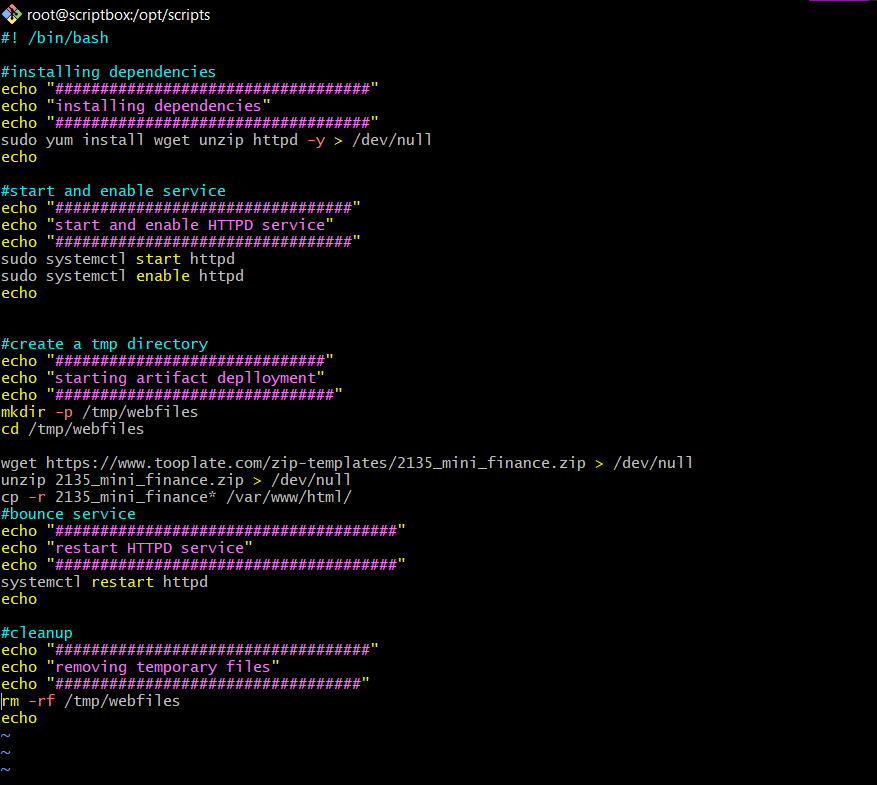 root@scriptbox:/opt/scripts
#! /bin/bash
#installing dependencies
echo "###################################"
echo "installing dependencies"
echo "###################################"
sudo yum install wget unzip httpd -y > /dev/null
echo
#start and enable service
echo "#################################"
echo "start and enable HTTPD service"
echo "#################################"
sudo systemctl start httpd
sudo systemctl enable httpd
echo
#create a tmp directory
echo "##############################"
echo "starting artifact deplloyment"
echo "###############################"
mkdir -p /tmp/webfiles
cd /tmp/webfiles
wget https://www.tooplate.com/zip-templates/2135_mini_finance.zip > /dev/null
unzip 2135_mini_finance.zip > /dev/null
cp -r 2135_mini_finance* /var/www/html/
#bounce service
echo "######################################"
echo "restart HTTPD service"
echo "######################################"
systemctl restart httpd
echo
#cleanup
echo "###################################"
echo "removing temporary files"
echo "##################################"
rm -rf /tmp/webfiles
echo
~
~
~